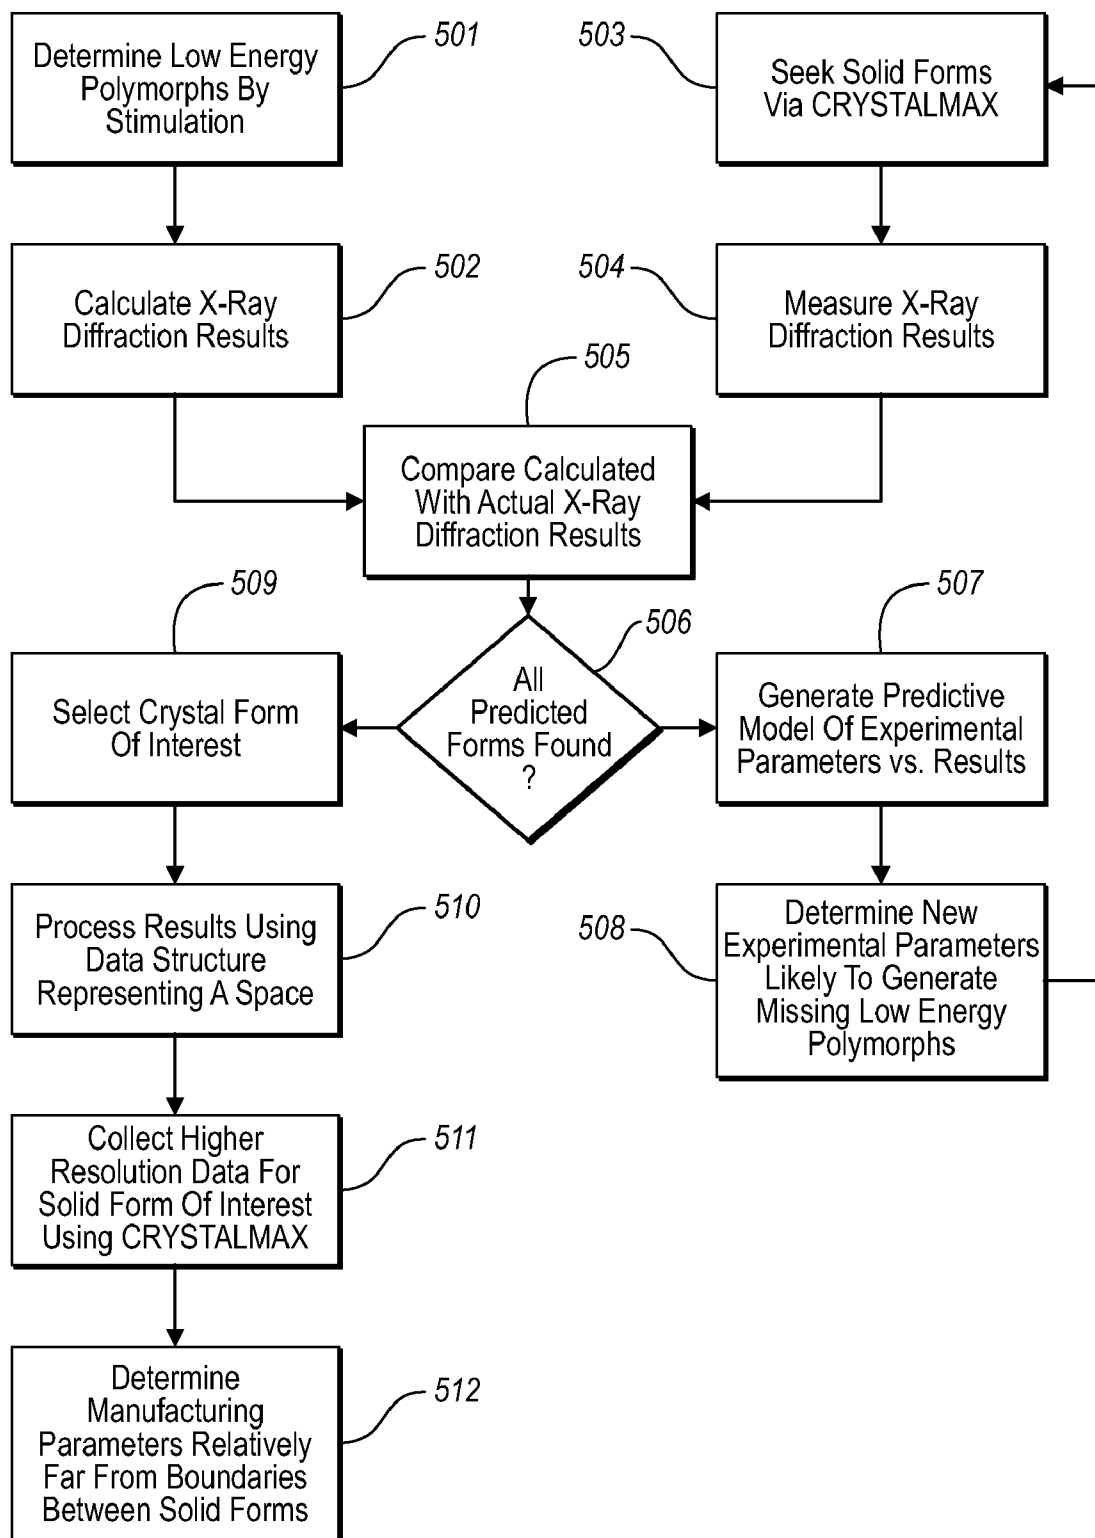 501
Determine Low Energy
Polymorphs By
Stimulation
503
Seek Solid Forms
Via CRYSTALMAX
502
Calculate X-Ray
Diffraction Results
504
Measure X-Ray
Diffraction Results
505
Compare Calculated
With Actual X-Ray
Diffraction Results
509
Select Crystal Form
Of Interest
506
All
Predicted
Forms Found
?
507
Generate Predictive
Model Of Experimental
Parameters vs. Results
510
Process Results Using
Data Structure
Representing A Space
508
Determine New
Experimental Parameters
Likely To Generate
Missing Low Energy
Polymorphs
511
Collect Higher
Resolution Data For
Solid Form Of Interest
Using CRYSTALMAX
512
Determine
Manufacturing
Parameters Relatively
Far From Boundaries
Between Solid Forms